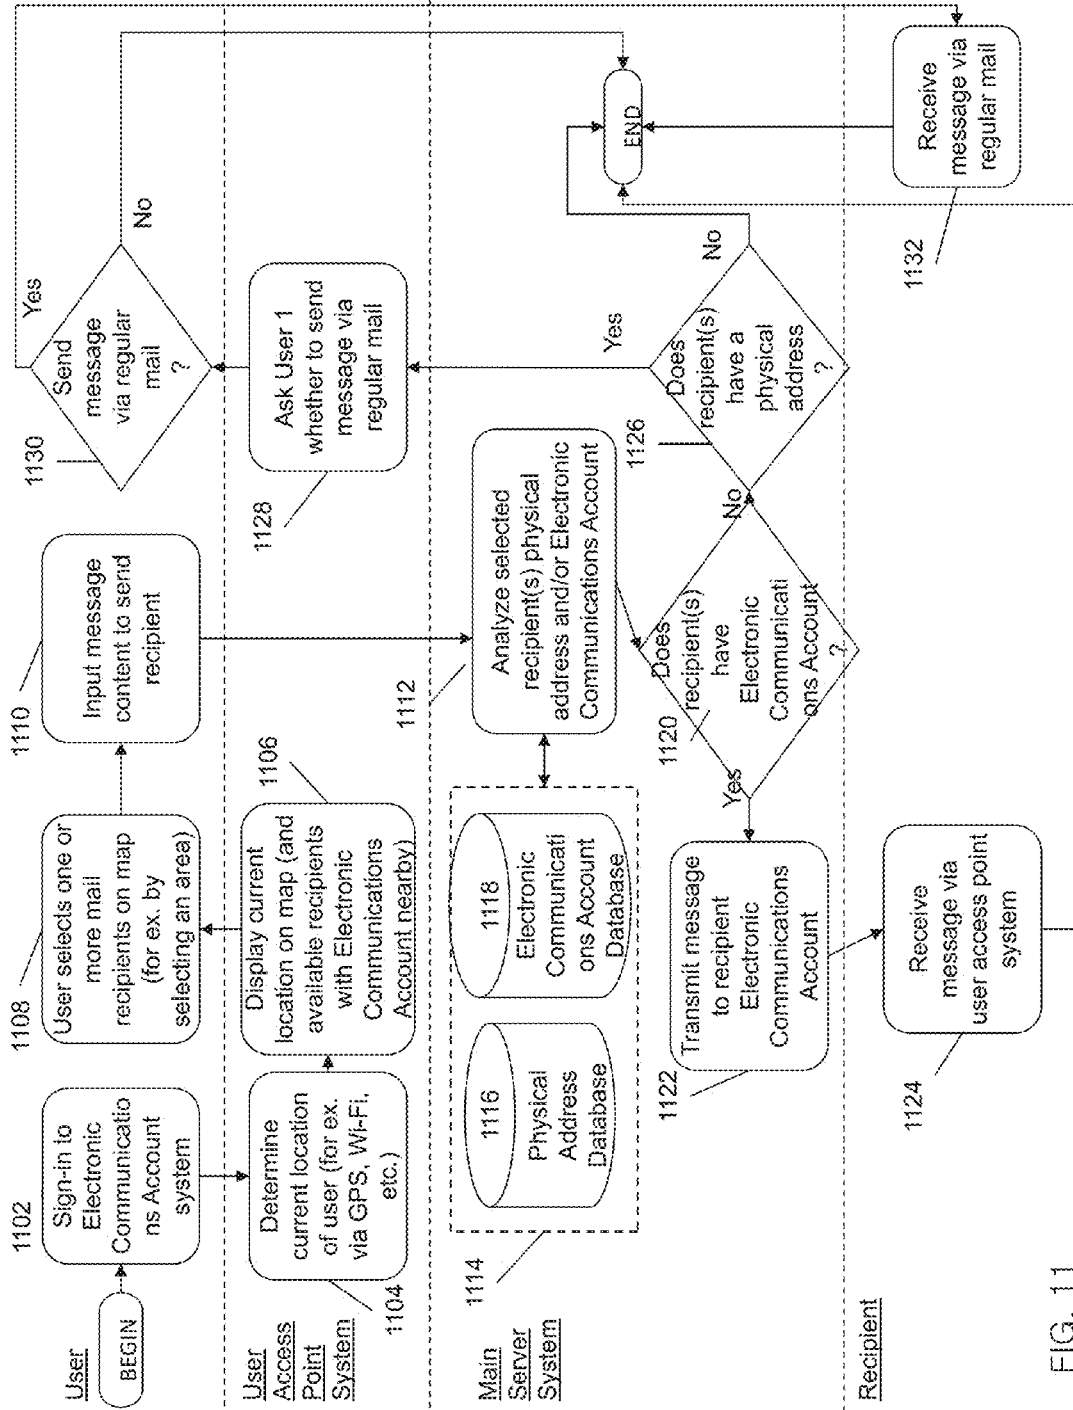 User
BEGIN
1102
Sign-in to
Electronic
Communicatio
ns Account
system
1108
User selects one or
more mail
recipients on map
(for ex. by
selecting an area)
1110
Input message
content to send
recipient
1130
Send
message
via regular
mail
?
Yes
No
User
Access
Point
System
1104
Determine
current location
of user (for ex.
via GPS, Wi-Fi,
etc.)
1106
Display current
location on map (and
available recipients
with Electronic
Communications
Account nearby)
1128
Ask User 1
whether to send
message via
regular mail
Main
Server
System
1114
1116
Physical
Address
Database
1118
Electronic
Communicati
ons Account
Database
1112
Analyze selected
recipient(s) physical
address and/or Electronic
Communications Account
1120
Does
recipient(s)
have
Electronic
Communicati
ons Account
?
Yes
No
1122
Transmit message
to recipient
Electronic
Communications
Account
1126
Does
recipient(s)
have a
physical
address
?
Yes
No
END
Recipient
1124
Receive
message via
user access point
system
1132
Receive
message via
regular mail
FIG. 11